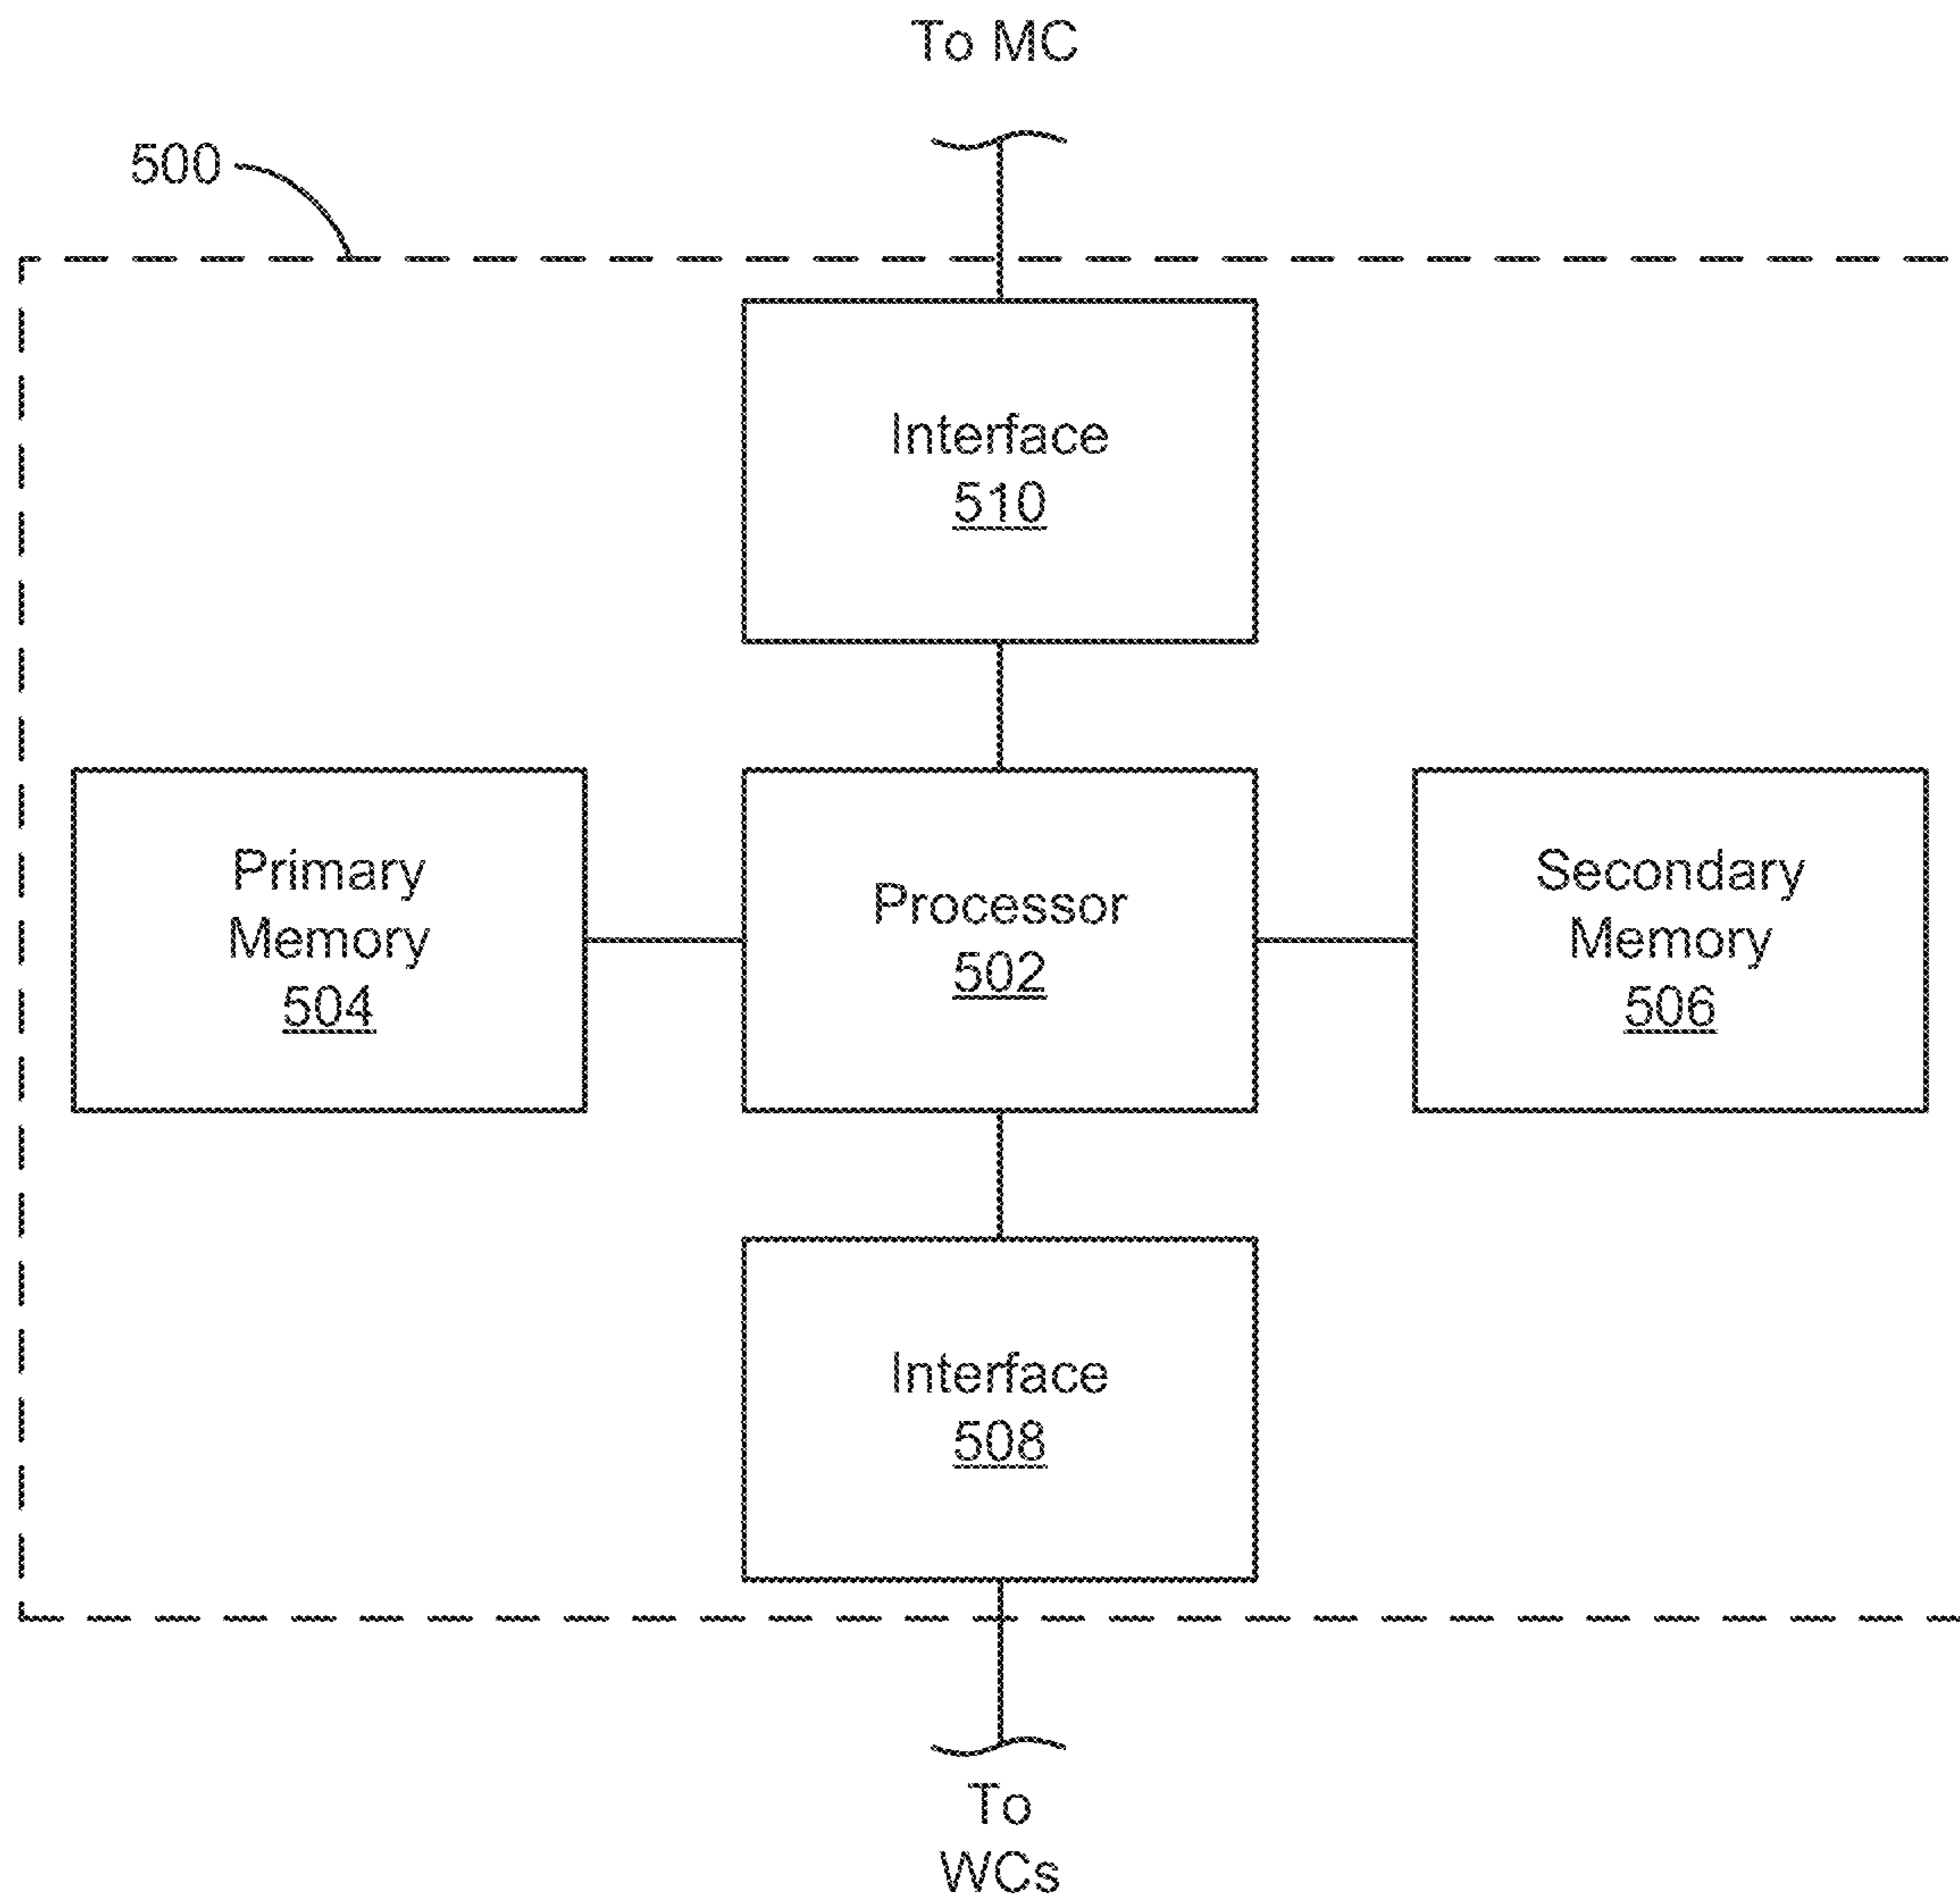 To MC
500
Interface
510
Primary
Memory
504
Processor
502
Secondary
Memory
506
Interface
508
To
WCs